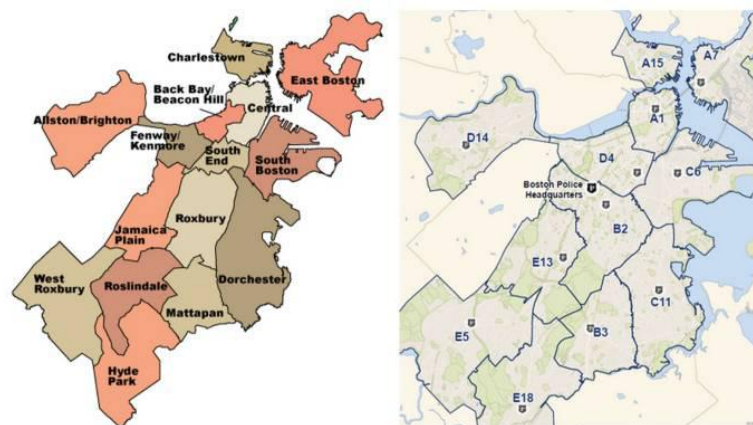 Charlestown
East Boston
Back Bay/
Beacon Hill
Central
Allston/Brighton
Fenway/
Kenmore
South
End
South
Boston
Jamaica
Plain
Roxbury
West
Roxbury
Roslindale
Dorchester
Mattapan
Hyde
Park
A15
A7
A1
D14
D4
C6
Boston Police
Headquarters
B2
E13
C11
E5
B3
E18